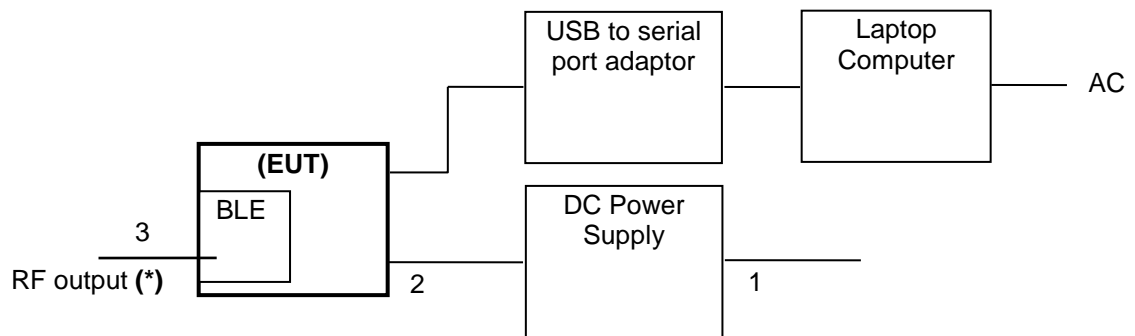 USB to serial
port adaptor
Laptop
Computer
AC
(EUT)
BLE
DC Power
Supply
3
RF output (*)
2
1